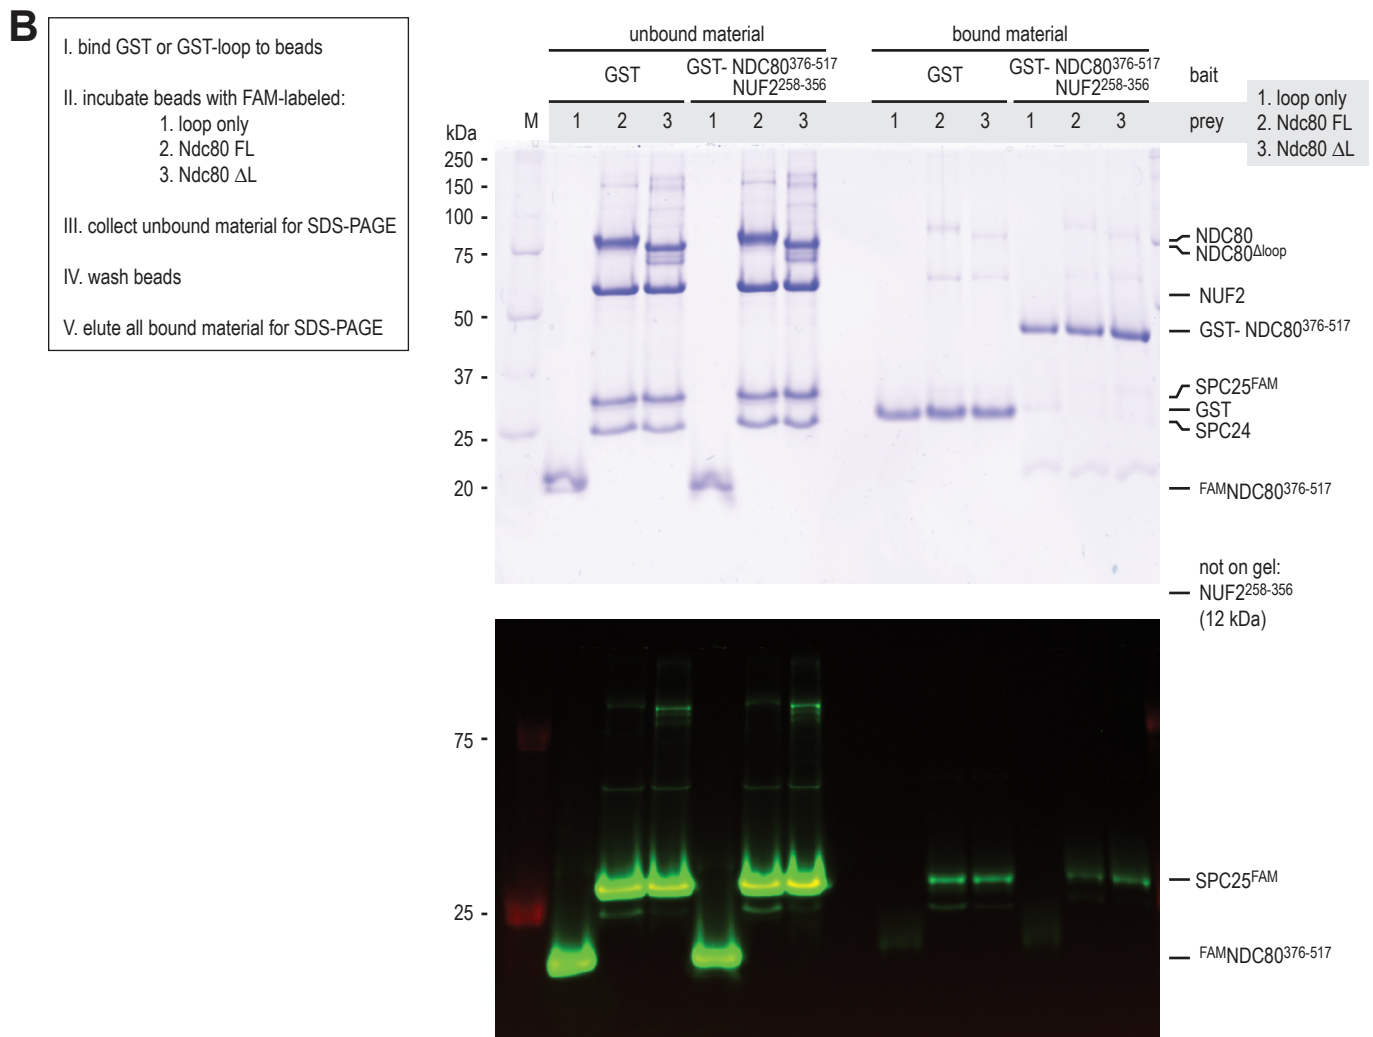 B
I. bind GST or GST-loop to beads
II. incubate beads with FAM-labeled:
1. loop only
2. Ndc80 FL
3. Ndc80 ΔL
III. collect unbound material for SDS-PAGE
IV. wash beads
V. elute all bound material for SDS-PAGE
unbound material
bound material
GST
GST- NDC80376-517
NUF2258-356
GST
GST- NDC80376-517
NUF2258-356
bait
M 1 2 3 1 2 3 1 2 3 1 2 3 prey
1. loop only
2. Ndc80 FL
3. Ndc80 ΔL
kDa
250
150
100
75
50
37
25
20
NDC80
NDC80Δloop
NUF2
GST- NDC80376-517
SPC25FAM
GST
SPC24
FAMNDC80376-517
not on gel:
NUF2258-356
(12 kDa)
75
25
SPC25FAM
FAMNDC80376-517